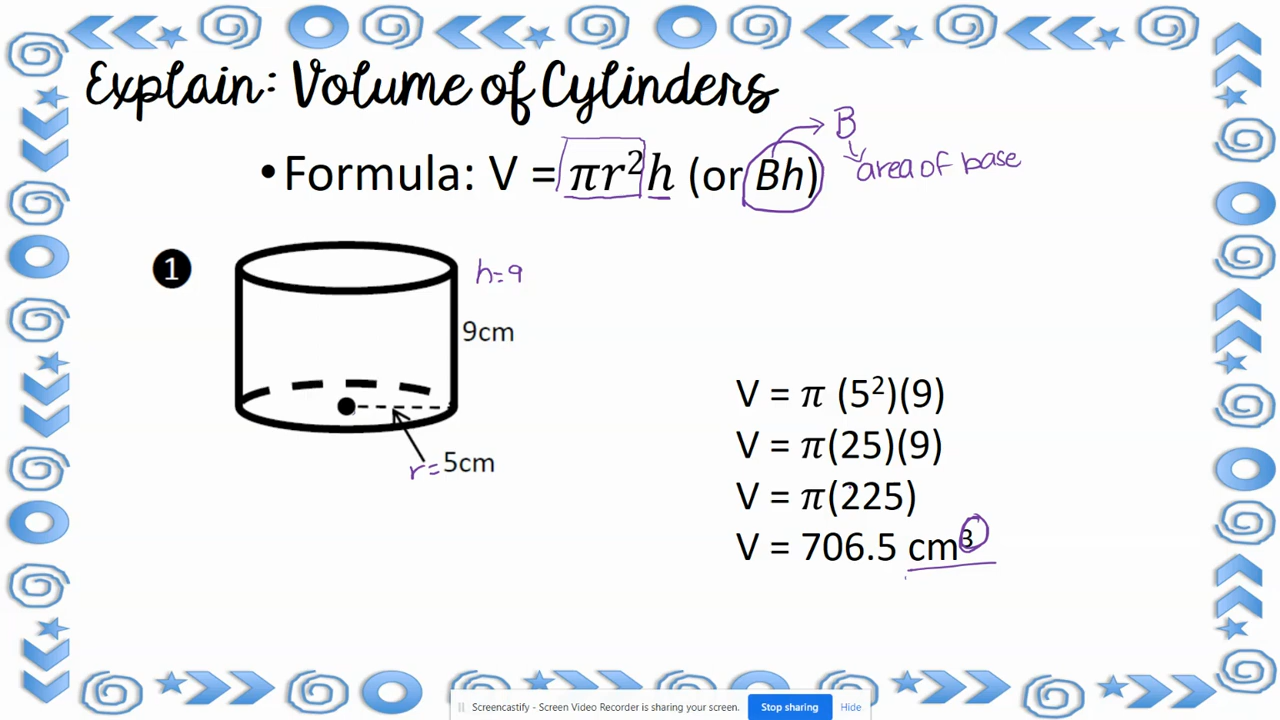 Explain: Volume of Cylinders
B
• Formula: V = πr²h (or Bh)
area of base
1
h=9
9cm
r= 5cm
V = π (5²)(9)
V = π(25)(9)
V = π(225)
V = 706.5 cm³
Screencastify - Screen Video Recorder is sharing your screen. Stop sharing Hide